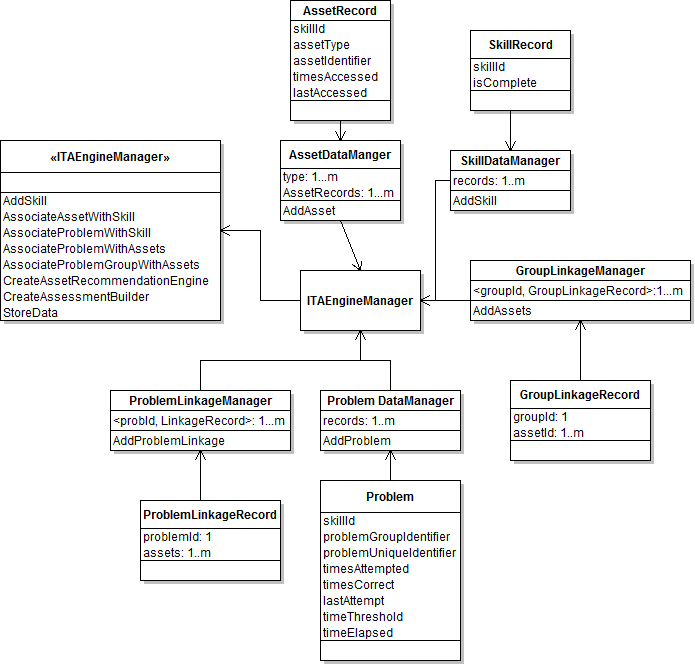 AssetRecord
skillId
assetType
assetIdentifier
timesAccessed
lastAccessed
SkillRecord
skillId
isComplete
«ITAEngineManager»
AddSkill
AssociateAssetWithSkill
AssociateProblemWithSkill
AssociateProblemWithAssets
AssociateProblemGroupWithAssets
CreateAssetRecommendationEngine
CreateAssessmentBuilder
StoreData
AssetDataManger
type: 1...m
AssetRecords: 1...m
AddAsset
SkillDataManager
records: 1..m
AddSkill
ITAEngineManager
GroupLinkageManager
<groupId, GroupLinkageRecord>:1...m
AddAssets
GroupLinkageRecord
groupId: 1
assetId: 1..m
ProblemLinkageManager
<probId, LinkageRecord>: 1...m
AddProblemLinkage
Problem DataManager
records: 1..m
AddProblem
ProblemLinkageRecord
problemId: 1
assets: 1..m
Problem
skillId
problemGroupIdentifier
problemUniqueIdentifier
timesAttempted
timesCorrect
lastAttempt
timeThreshold
timeElapsed